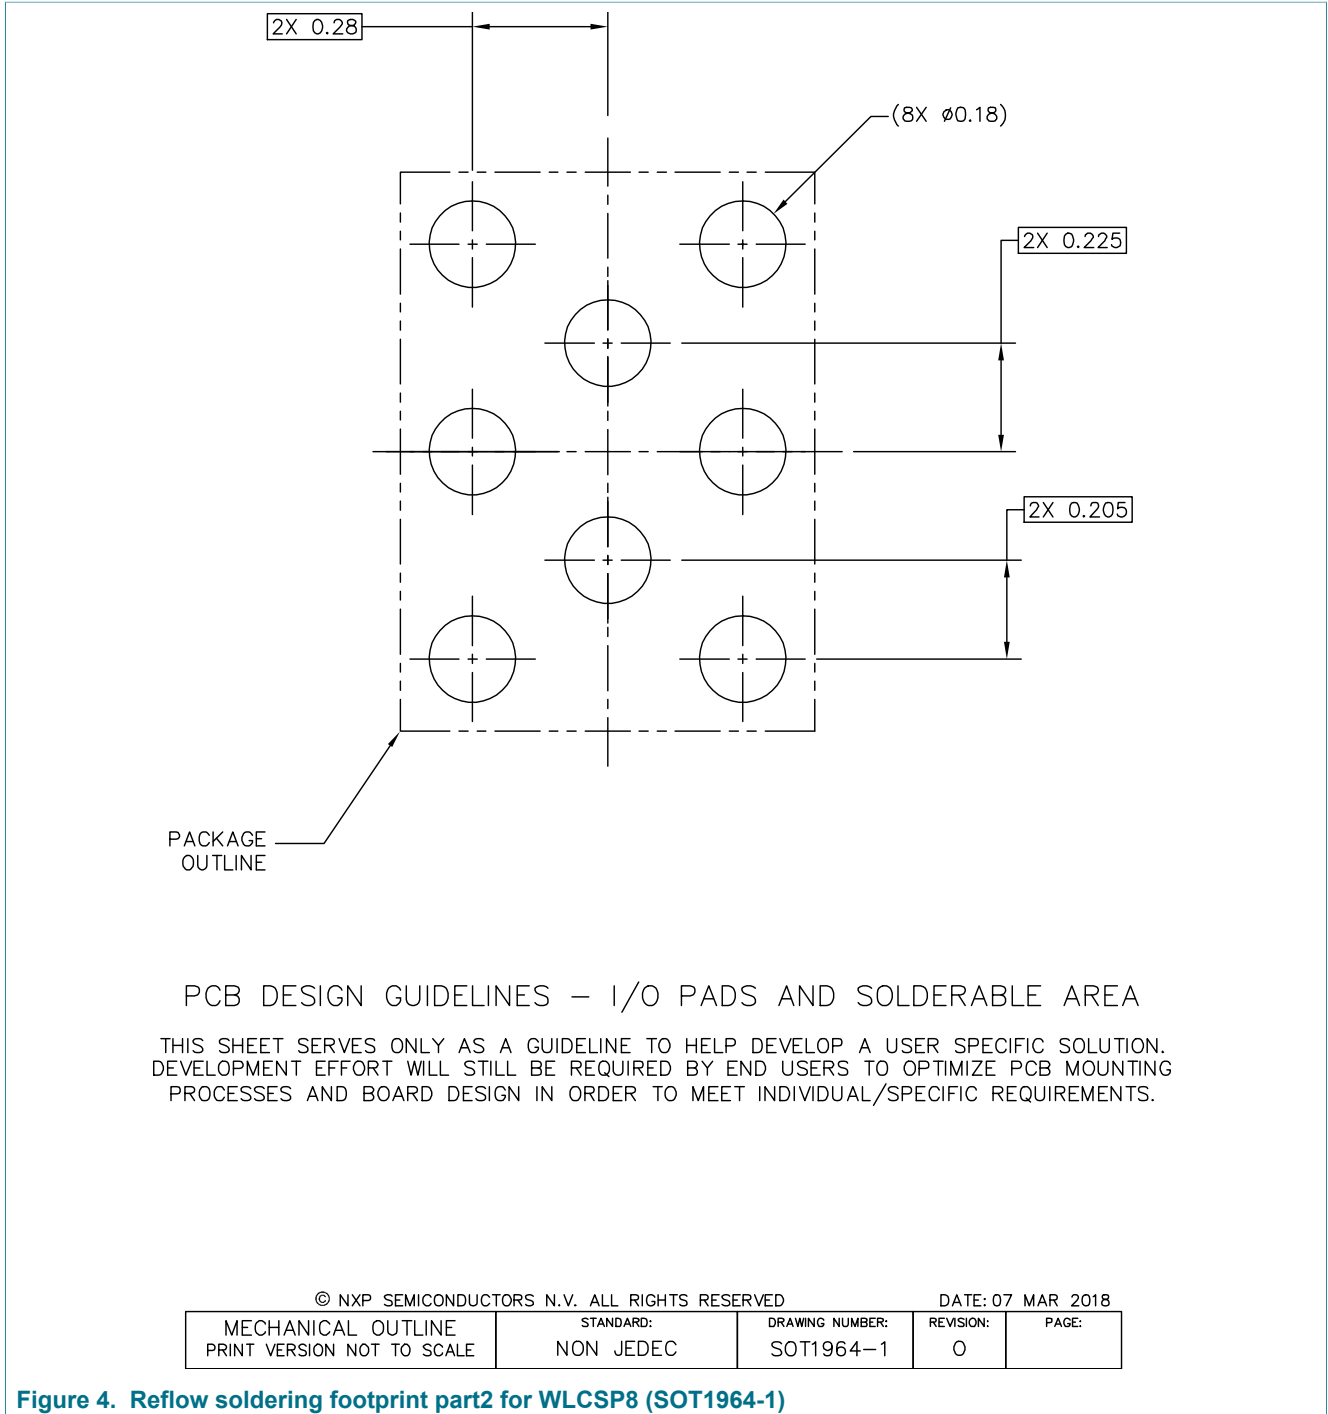 2X 0.28
(8X ⌀0.18)
2X 0.225
2X 0.205
PACKAGE
OUTLINE
PCB DESIGN GUIDELINES – I/O PADS AND SOLDERABLE AREA
THIS SHEET SERVES ONLY AS A GUIDELINE TO HELP DEVELOP A USER SPECIFIC SOLUTION.
DEVELOPMENT EFFORT WILL STILL BE REQUIRED BY END USERS TO OPTIMIZE PCB MOUNTING
PROCESSES AND BOARD DESIGN IN ORDER TO MEET INDIVIDUAL/SPECIFIC REQUIREMENTS.
© NXP SEMICONDUCTORS N.V. ALL RIGHTS RESERVED
DATE: 07 MAR 2018
MECHANICAL OUTLINE
PRINT VERSION NOT TO SCALE
STANDARD:
NON JEDEC
DRAWING NUMBER:
SOT1964–1
REVISION:
O
PAGE:
Figure 4. Reflow soldering footprint part2 for WLCSP8 (SOT1964-1)